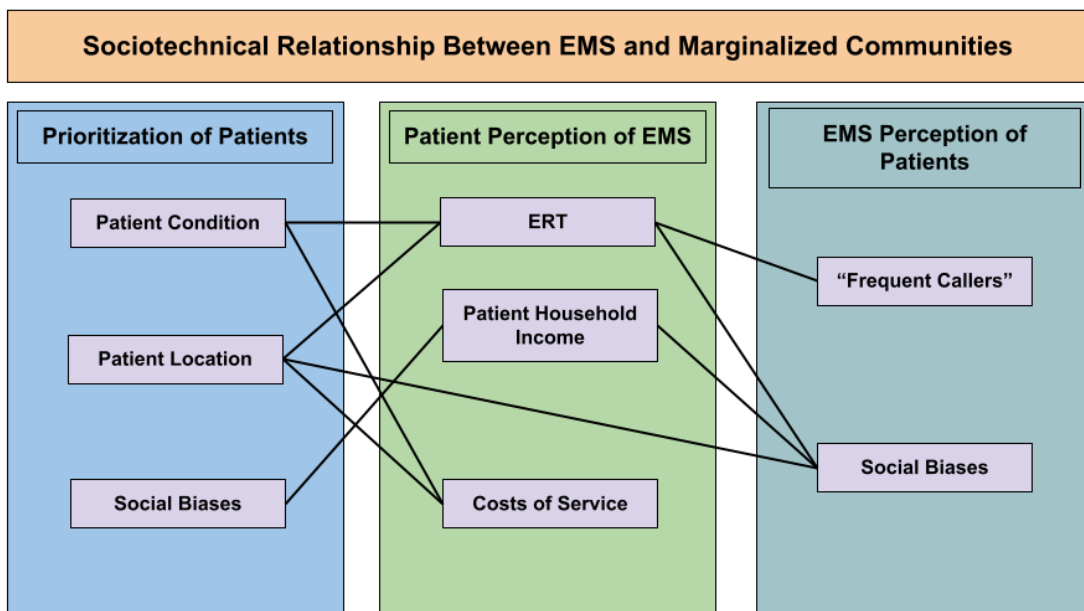 Sociotechnical Relationship Between EMS and Marginalized Communities
Prioritization of Patients
Patient Condition
Patient Location
Social Biases
Patient Perception of EMS
ERT
Patient Household
Income
Costs of Service
EMS Perception of
Patients
“Frequent Callers”
Social Biases